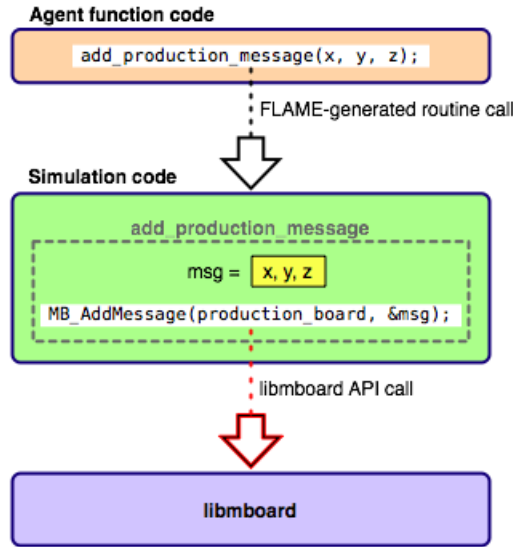 Agent function code
add_production_message(x, y, z);
FLAME-generated routine call
Simulation code
add_production_message
msg = x, y, z
MB_AddMessage(production_board, &msg);
libmboard API call
libmboard